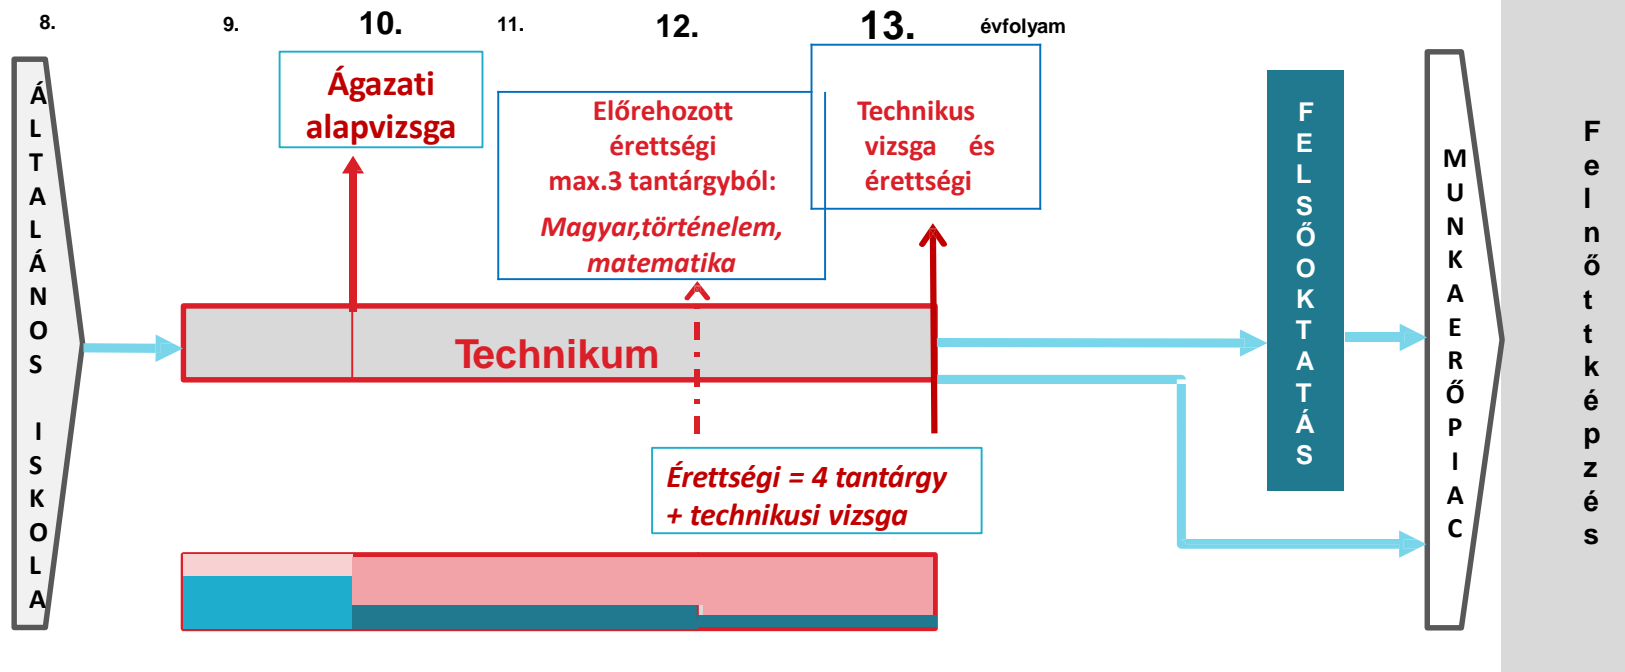 8. 9. 10. 11. 12. 13. évfolyam
ÁLTALÁNOS ISKOLA
Ágazati
alapvizsga
Előrehozott
érettségi
max.3 tantárgyból:
Magyar,történelem,
matematika
Technikus
vizsga és
érettségi
Technikum
Érettségi = 4 tantárgy
+ technikusi vizsga
FELSŐOKTATÁS
MUNKAERŐPIAC
Felnőttképzés